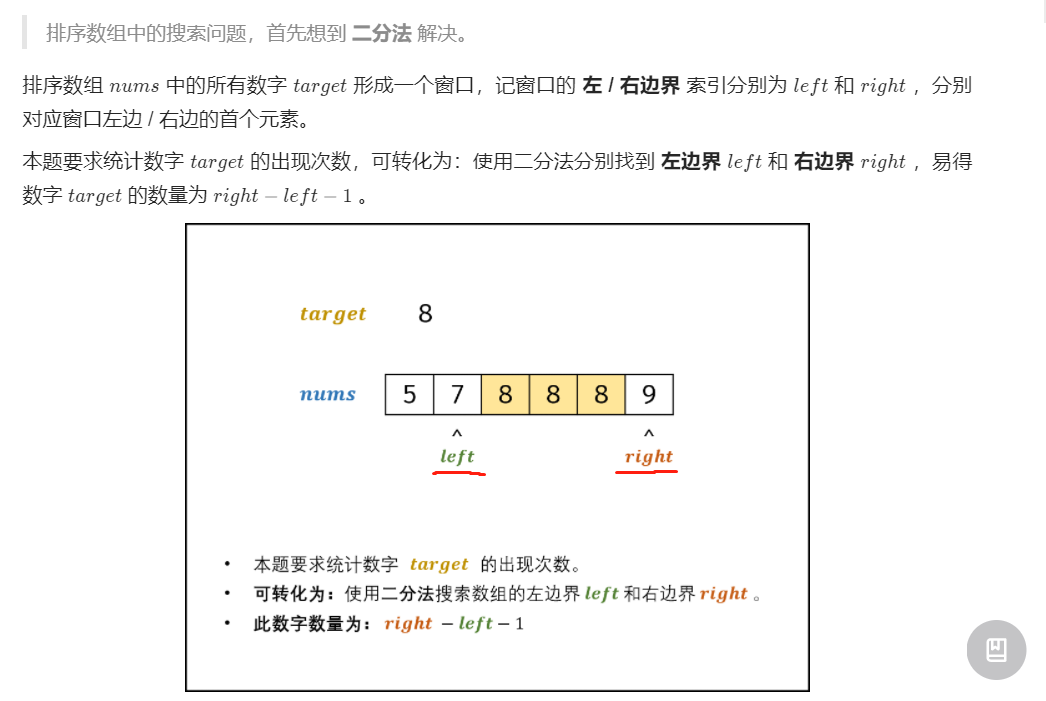 排序数组中的搜索问题，首先想到 二分法 解决。
排序数组 nums 中的所有数字 target 形成一个窗口，记窗口的 左 / 右边界 索引分别为 left 和 right ，分别
对应窗口左边 / 右边的首个元素。
本题要求统计数字 target 的出现次数，可转化为：使用二分法分别找到 左边界 left 和 右边界 right ，易得
数字 target 的数量为 right − left − 1 。
target 8
nums 5 7 8 8 8 9
^ ^
left right
• 本题要求统计数字 target 的出现次数。
• 可转化为：使用二分法搜索数组的左边界 left 和右边界 right 。
• 此数字数量为： right − left − 1